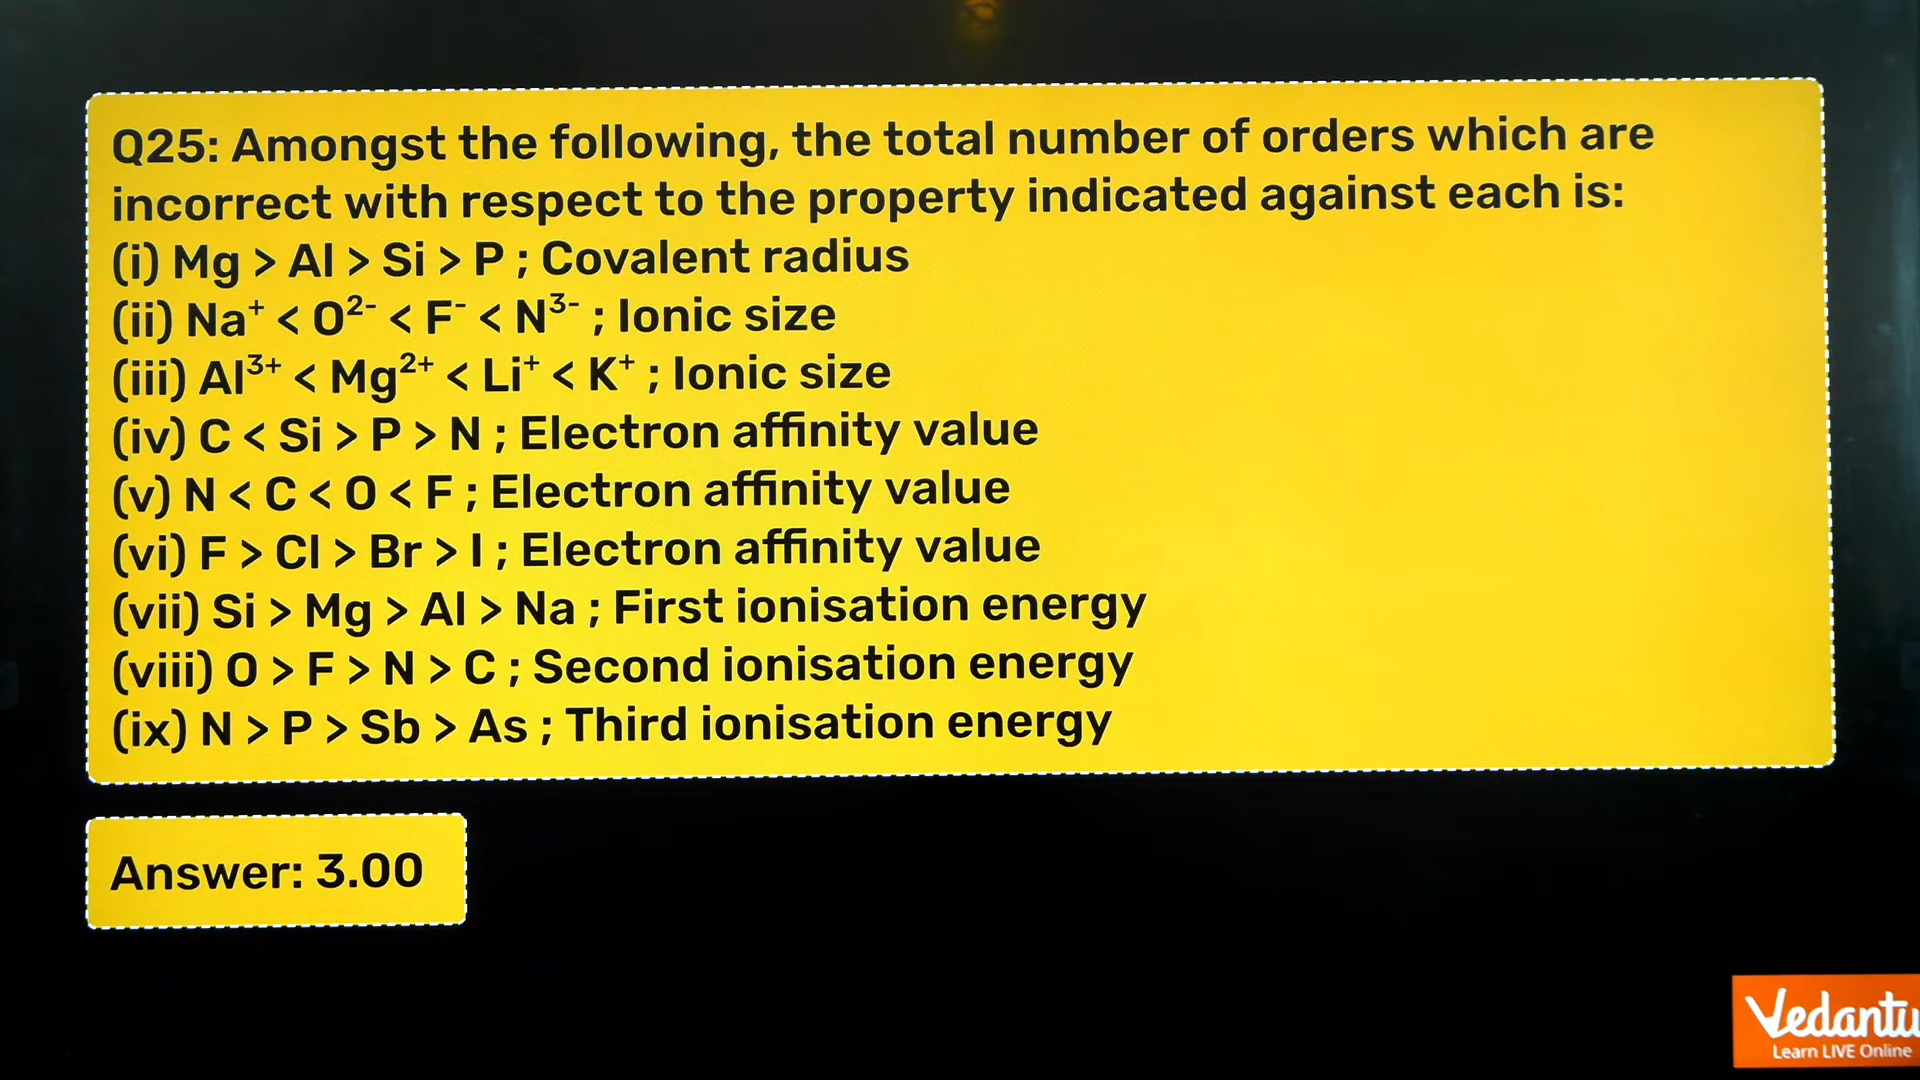 Q25: Amongst the following, the total number of orders which are
incorrect with respect to the property indicated against each is:
(i) Mg > Al > Si > P ; Covalent radius
(ii) Na⁺ < O²⁻ < F⁻ < N³⁻ ; Ionic size
(iii) Al³⁺ < Mg²⁺ < Li⁺ < K⁺ ; Ionic size
(iv) C < Si > P > N ; Electron affinity value
(v) N < C < O < F ; Electron affinity value
(vi) F > Cl > Br > I ; Electron affinity value
(vii) Si > Mg > Al > Na ; First ionisation energy
(viii) O > F > N > C ; Second ionisation energy
(ix) N > P > Sb > As ; Third ionisation energy
Answer: 3.00
Vedantu
Learn LIVE Online